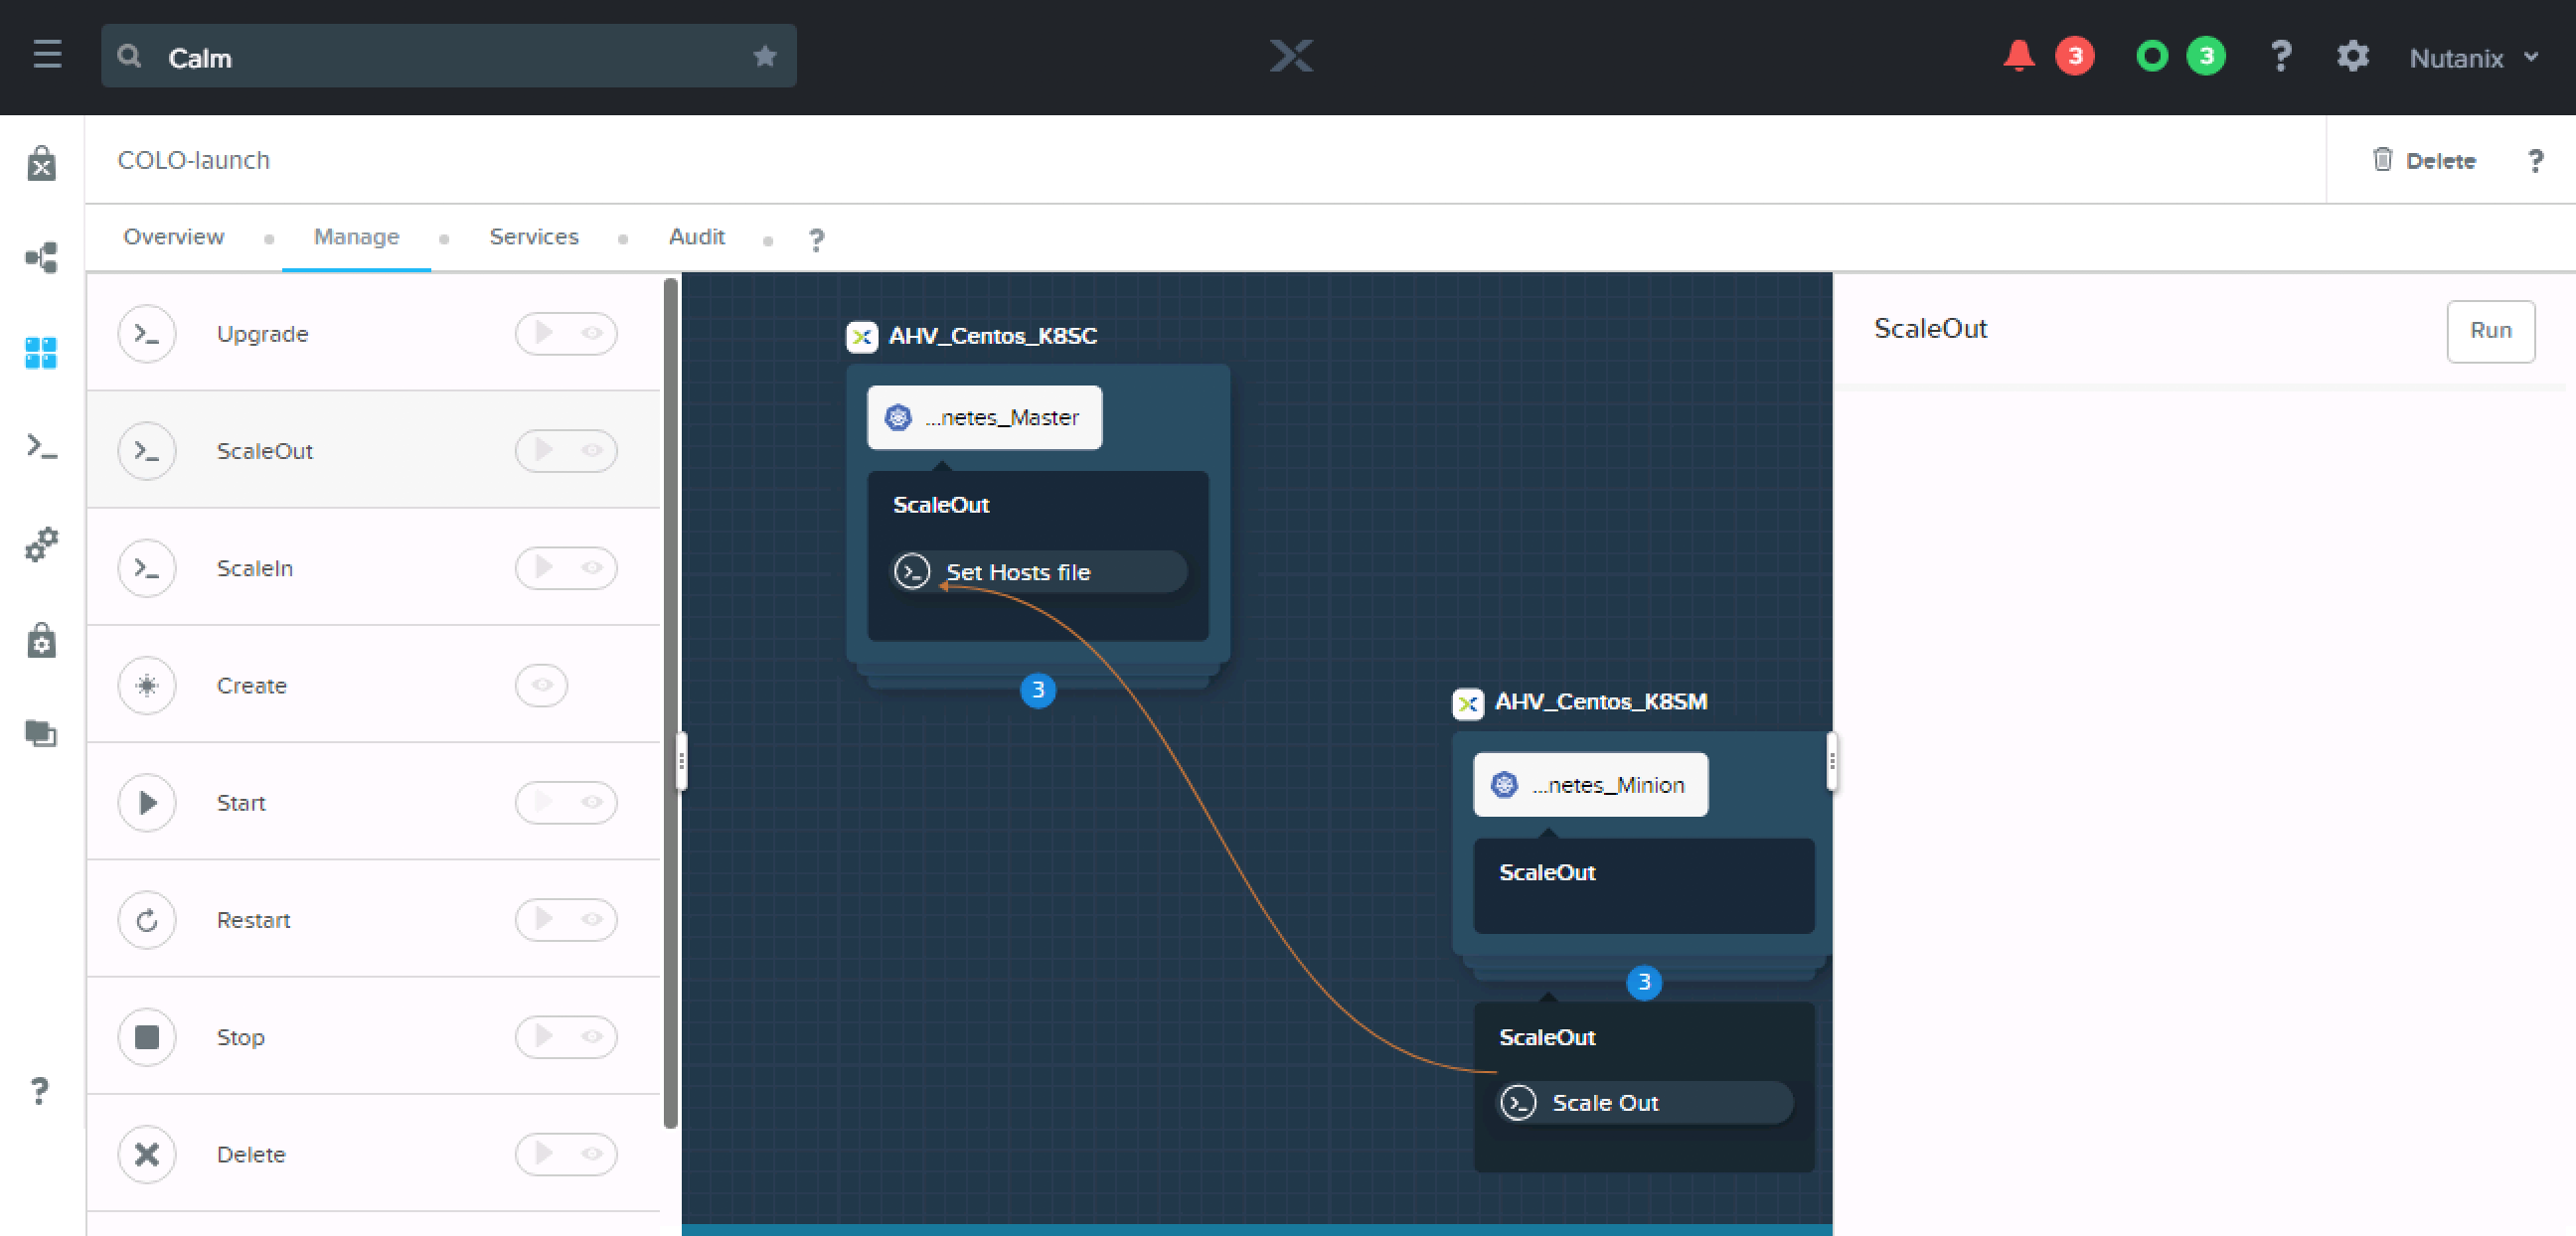 Calm
3
3
?
Nutanix
COLO-launch
Delete
?
Overview
Manage
Services
Audit
?
Upgrade
ScaleOut
ScaleIn
Create
Start
Restart
Stop
Delete
?
AHV_Centos_K8SC
...netes_Master
ScaleOut
Set Hosts file
3
AHV_Centos_K8SM
...netes_Minion
ScaleOut
3
ScaleOut
Scale Out
ScaleOut
Run